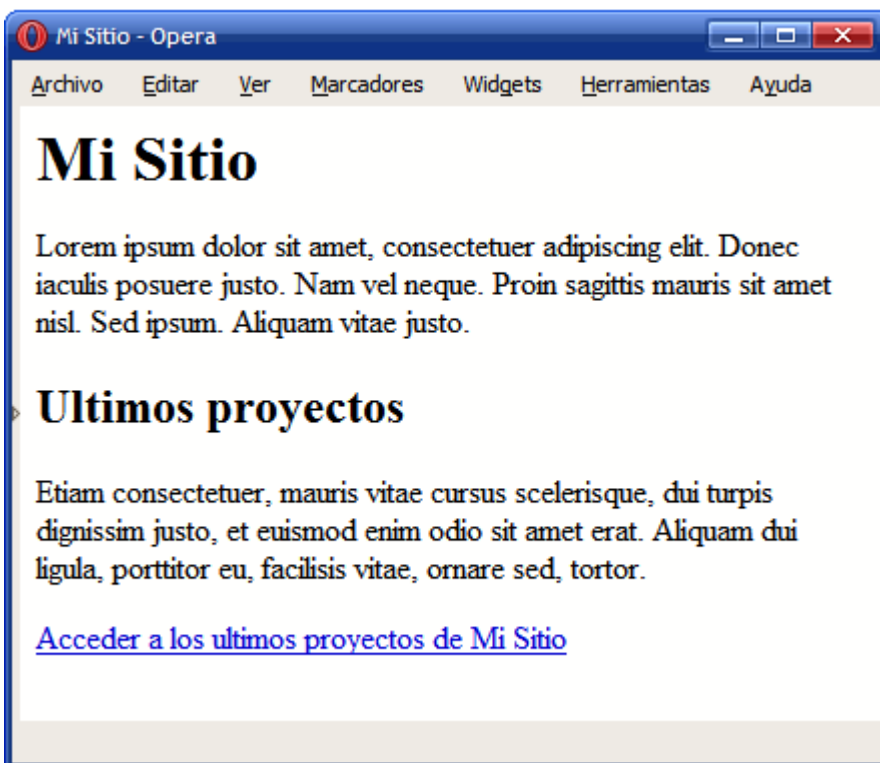 Mi Sitio - Opera
Archivo Editar Ver Marcadores Widgets Herramientas Ayuda
Mi Sitio
Lorem ipsum dolor sit amet, consectetuer adipiscing elit. Donec
iaculis posuere justo. Nam vel neque. Proin sagittis mauris sit amet
nisl. Sed ipsum. Aliquam vitae justo.
Ultimos proyectos
Etiam consectetuer, mauris vitae cursus scelerisque, dui turpis
dignissim justo, et euismod enim odio sit amet erat. Aliquam dui
ligula, porttitor eu, facilisis vitae, ornare sed, tortor.
Acceder a los ultimos proyectos de Mi Sitio